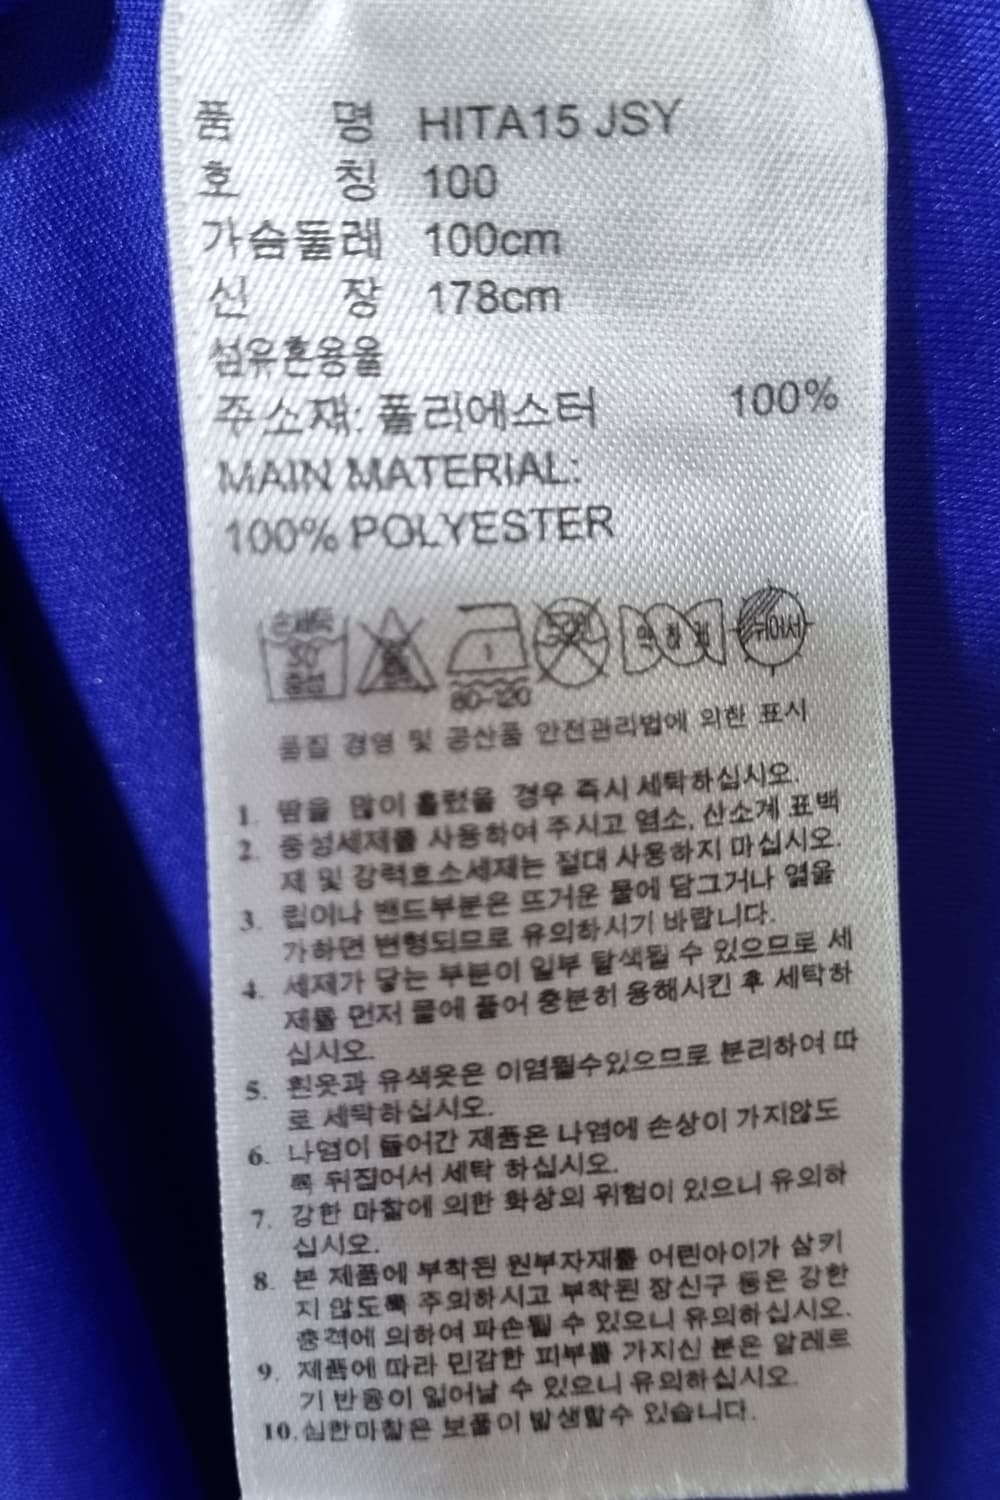 품 명 HITA15 JSY
호 칭 100
가슴둘레 100cm
신 장 178cm
섬유혼용율
주소재: 폴리에스터 100%
MAIN MATERIAL:
100% POLYESTER
손세탁 약하게
30° 뉘어서
중성 1
80-120
품질 경영 및 공산품 안전관리법에 의한 표시
1. 땀을 많이 흘렸을 경우 즉시 세탁하십시오.
2. 중성세제를 사용하여 주시고 염소, 산소계 표백
제 및 강력효소세제는 절대 사용하지 마십시오.
3. 립이나 밴드부분은 뜨거운 물에 담그거나 열을
가하면 변형되므로 유의하시기 바랍니다.
4. 세제가 닿는 부분이 일부 탈색될 수 있으므로 세
제를 먼저 물에 풀어 충분히 용해시킨 후 세탁하
십시오.
5. 흰옷과 유색옷은 이염될수있으므로 분리하여 따
로 세탁하십시오.
6. 나염이 들어간 제품은 나염에 손상이 가지않도
록 뒤집어서 세탁 하십시오.
7. 강한 마찰에 의한 화상의 위험이 있으니 유의하
십시오.
8. 본 제품에 부착된 원부자재를 어린아이가 삼키
지 않도록 주의하시고 부착된 장신구 등은 강한
충격에 의하여 파손될 수 있으니 유의하십시오.
9. 제품에 따라 민감한 피부를 가지신 분은 알레르
기 반응이 일어날 수 있으니 유의하십시오.
10.심한마찰은 보풀이 발생할수 있습니다.